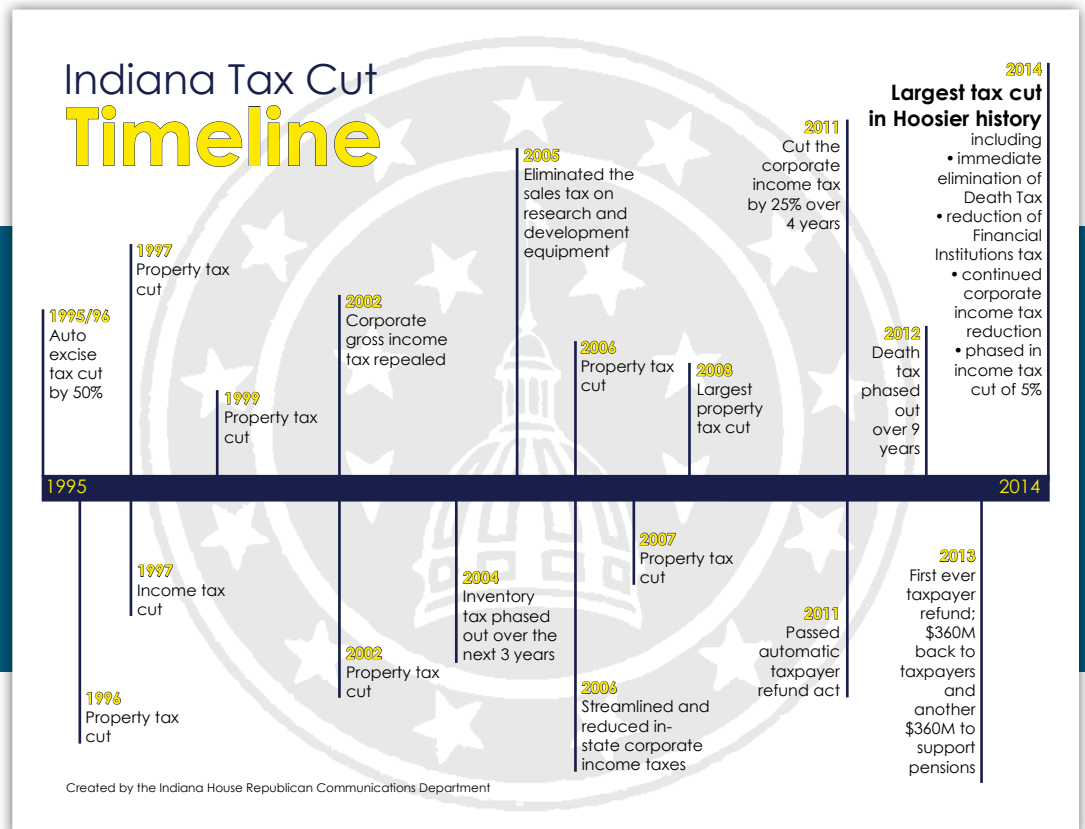 Indiana Tax Cut
Timeline
1995/96
Auto
excise
tax cut
by 50%
1997
Property tax
cut
1999
Property tax
cut
2002
Corporate
gross income
tax repealed
2005
Eliminated the
sales tax on
research and
development
equipment
2006
Property tax
cut
2008
Largest
property
tax cut
2011
Cut the
corporate
income tax
by 25% over
4 years
2012
Death
tax
phased
out
over 9
years
2014
Largest tax cut
in Hoosier history
including
• immediate
elimination of
Death Tax
• reduction of
Financial
Institutions tax
• continued
corporate
income tax
reduction
• phased in
income tax
cut of 5%
1995
2014
1996
Property tax
cut
1997
Income tax
cut
2002
Property tax
cut
2004
Inventory
tax phased
out over the
next 3 years
2006
Streamlined and
reduced in-
state corporate
income taxes
2007
Property tax
cut
2011
Passed
automatic
taxpayer
refund act
2013
First ever
taxpayer
refund;
$360M
back to
taxpayers
and
another
$360M to
support
pensions
Created by the Indiana House Republican Communications Department